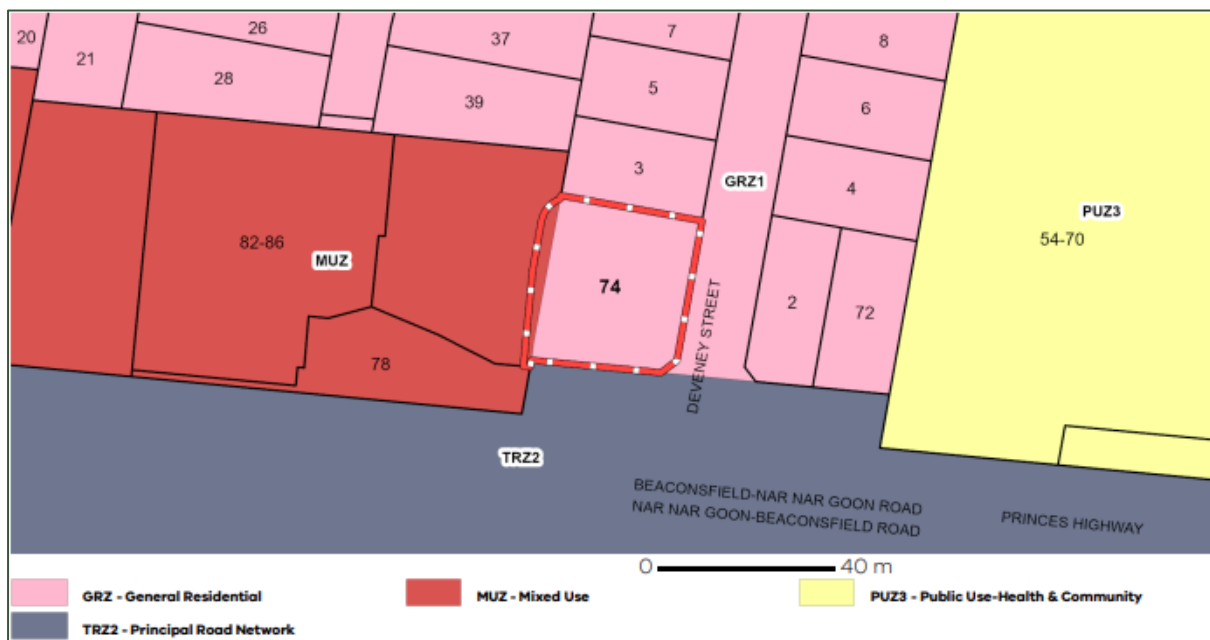 20
26
37
7
8
21
28
39
5
6
3
GRZ1
4
PUZ3
54-70
82-86
MUZ
74
2
72
78
DEVENEY STREET
TRZ2
BEACONSFIELD-NAR NAR GOON ROAD
NAR NAR GOON-BEACONSFIELD ROAD
PRINCES HIGHWAY
0 40 m
GRZ - General Residential
MUZ - Mixed Use
PUZ3 - Public Use-Health & Community
TRZ2 - Principal Road Network